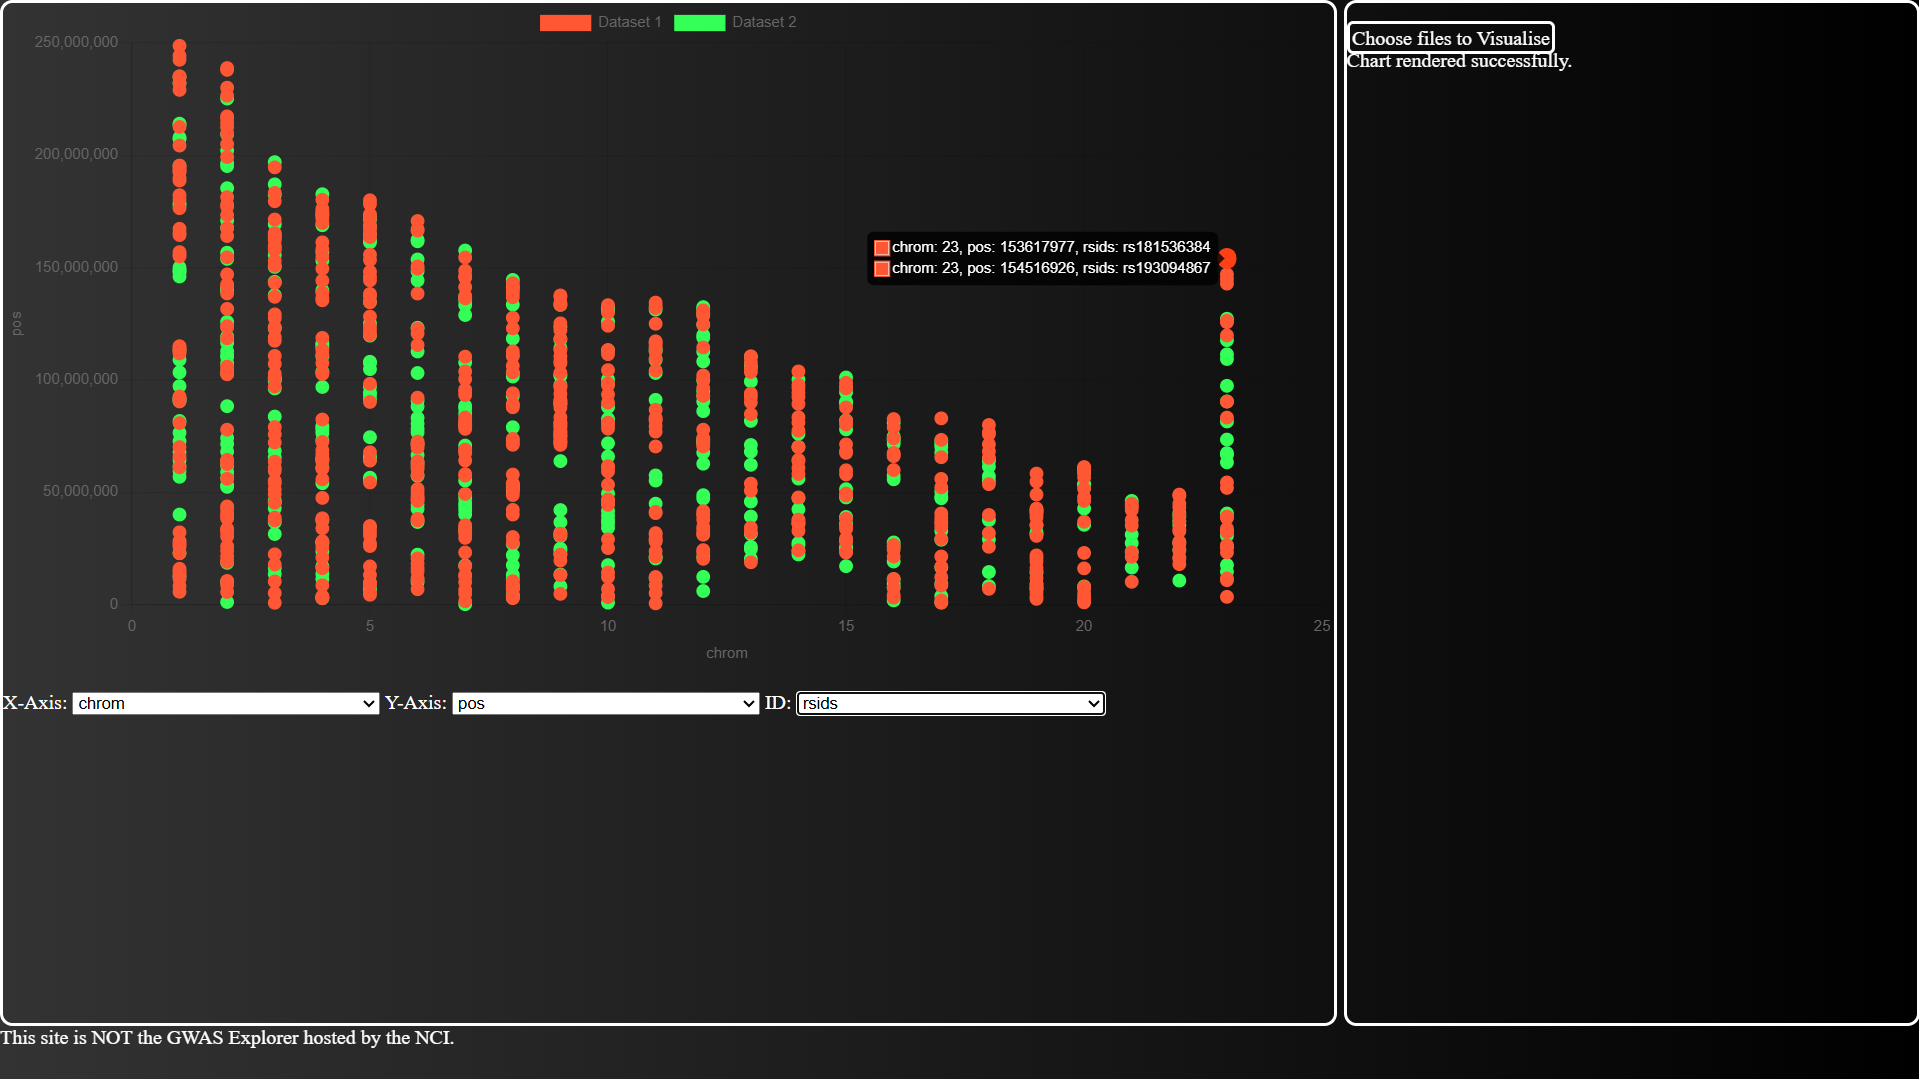 Dataset 1 Dataset 2
250,000,000
200,000,000
150,000,000
100,000,000
50,000,000
0
pos
0 5 10 15 20 25
chrom
chrom: 23, pos: 153617977, rsids: rs181536384
chrom: 23, pos: 154516926, rsids: rs193094867
X-Axis: chrom Y-Axis: pos ID: rsids
Choose files to Visualise
Chart rendered successfully.
This site is NOT the GWAS Explorer hosted by the NCI.